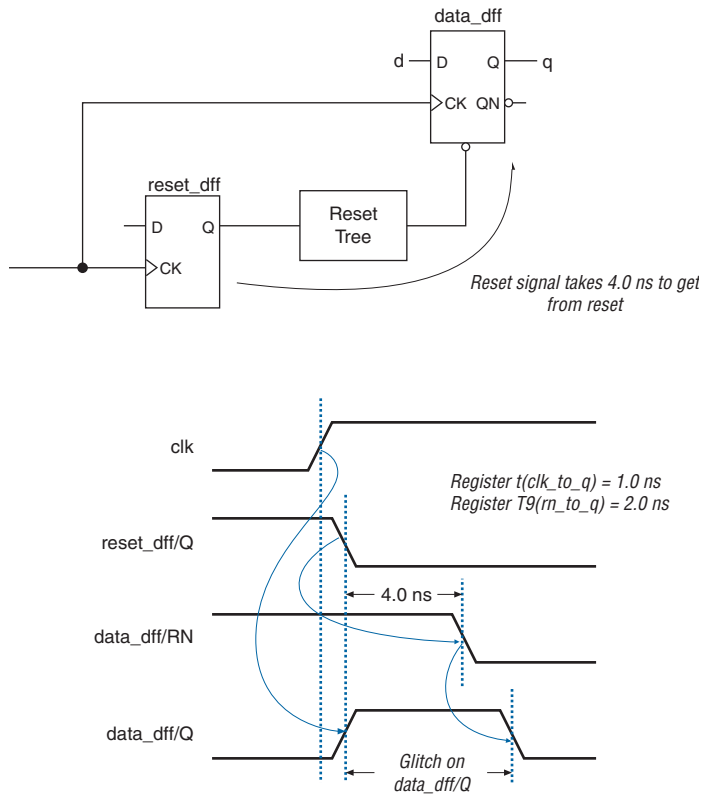 data_dff
d
D
Q
q
CK
QN
reset_dff
D
Q
CK
Reset
Tree
Reset signal takes 4.0 ns to get
from reset
clk
Register t(clk_to_q) = 1.0 ns
Register T9(rn_to_q) = 2.0 ns
reset_dff/Q
4.0 ns
data_dff/RN
data_dff/Q
Glitch on
data_dff/Q